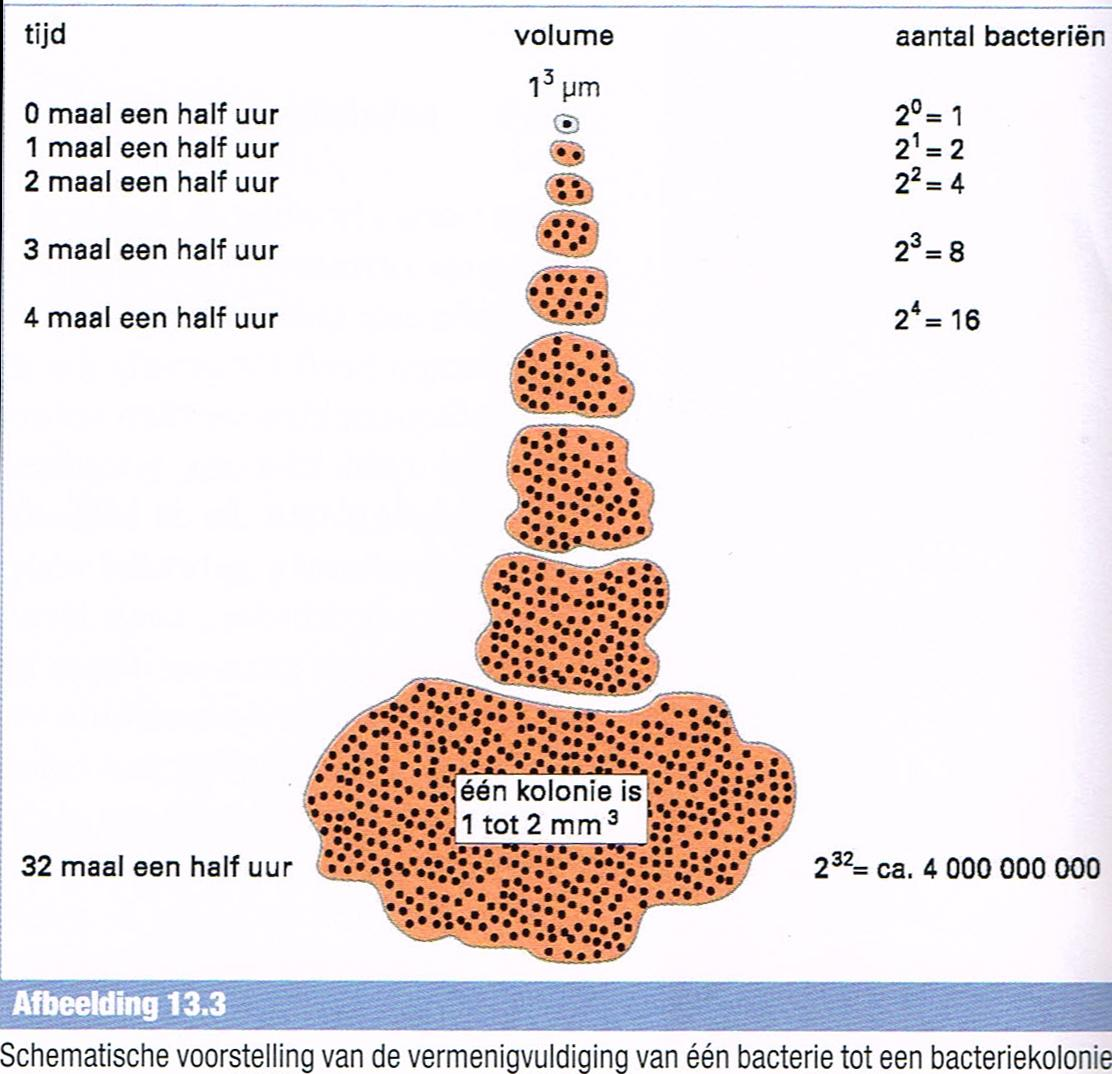 tijd volume aantal bacteriën
1³ µm
0 maal een half uur 2⁰ = 1
1 maal een half uur 2¹ = 2
2 maal een half uur 2² = 4
3 maal een half uur 2³ = 8
4 maal een half uur 2⁴ = 16
één kolonie is
1 tot 2 mm³
32 maal een half uur 2³²= ca. 4 000 000 000
Afbeelding 13.3
Schematische voorstelling van de vermenigvuldiging van één bacterie tot een bacteriekolonie